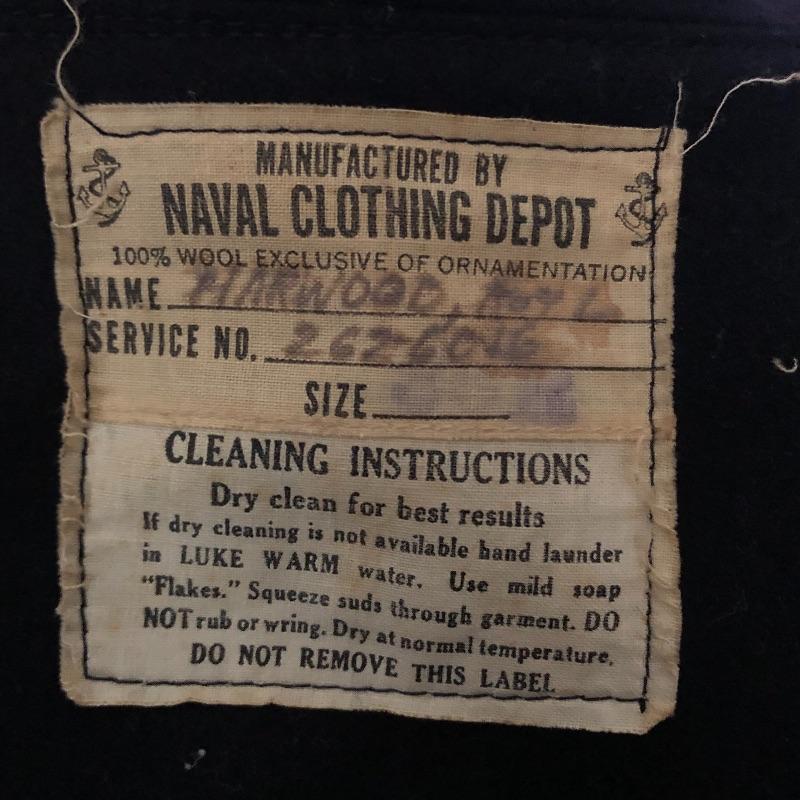 MANUFACTURED BY
NAVAL CLOTHING DEPOT
100% WOOL EXCLUSIVE OF ORNAMENTATION
NAME HARWOOD,
SERVICE NO.
SIZE
CLEANING INSTRUCTIONS
Dry clean for best results
If dry cleaning is not available hand launder
in LUKE WARM water. Use mild soap
“Flakes.” Squeeze suds through garment. DO
NOT rub or wring. Dry at normal temperature.
DO NOT REMOVE THIS LABEL